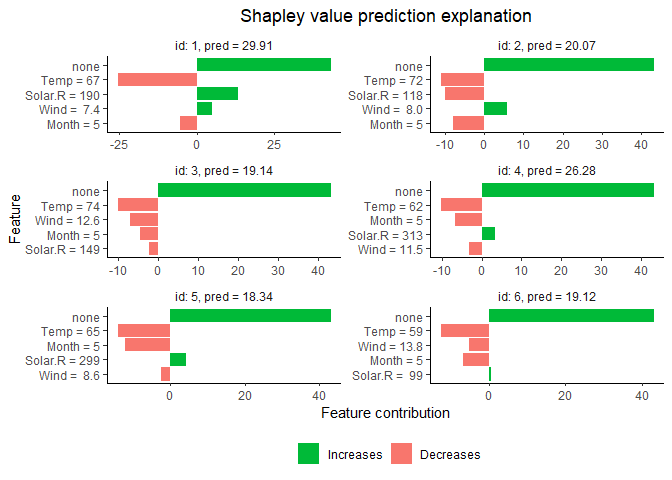 Shapley value prediction explanation
id: 1, pred = 29.91
none
Temp = 67
Solar.R = 190
Wind =  7.4
Month = 5
-25 0 25
id: 2, pred = 20.07
none
Temp = 72
Solar.R = 118
Wind =  8.0
Month = 5
-10 0 10 20 30 40
Feature
id: 3, pred = 19.14
none
Temp = 74
Wind = 12.6
Month = 5
Solar.R = 149
-10 0 10 20 30 40
id: 4, pred = 26.28
none
Temp = 62
Month = 5
Solar.R = 313
Wind = 11.5
-10 0 10 20 30 40
id: 5, pred = 18.34
none
Temp = 65
Month = 5
Solar.R = 299
Wind =  8.6
0 20 40
id: 6, pred = 19.12
none
Temp = 59
Wind = 13.8
Month = 5
Solar.R =  99
0 20 40
Feature contribution
Increases Decreases